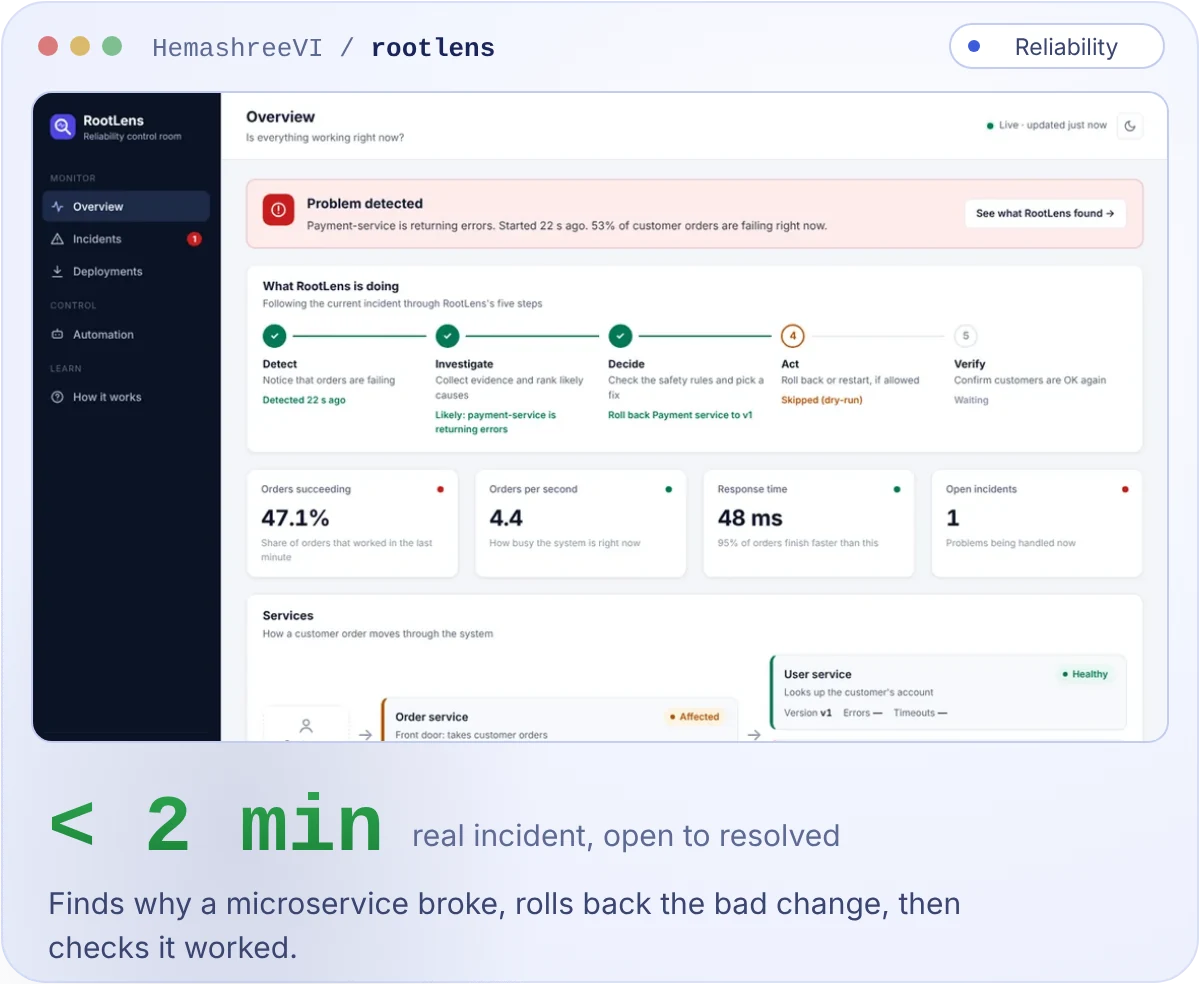 HemashreeVI / rootlens
Reliability
RootLens
Reliability control room
MONITOR
Overview
Incidents
1
Deployments
CONTROL
Automation
LEARN
How it works
Overview
Is everything working right now?
Live · updated just now
Problem detected
Payment-service is returning errors. Started 22 s ago. 53% of customer orders are failing right now.
See what RootLens found →
What RootLens is doing
Following the current incident through RootLens's five steps
Detect
Notice that orders are failing
Detected 22 s ago
Investigate
Collect evidence and rank likely
causes
Likely: payment-service is
returning errors
Decide
Check the safety rules and pick a
fix
Roll back Payment service to v1
4
Act
Roll back or restart, if allowed
Skipped (dry-run)
5
Verify
Confirm customers are OK again
Waiting
Orders succeeding
47.1%
Share of orders that worked in the last
minute
Orders per second
4.4
How busy the system is right now
Response time
48 ms
95% of orders finish faster than this
Open incidents
1
Problems being handled now
Services
How a customer order moves through the system
Order service
Affected
Front door: takes customer orders
User service
Healthy
Looks up the customer's account
Version v1 Errors — Timeouts —
< 2 min real incident, open to resolved
Finds why a microservice broke, rolls back the bad change, then
checks it worked.